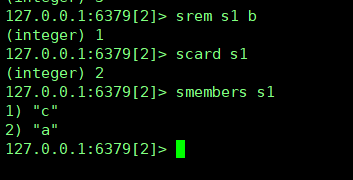 127.0.0.1:6379[2]> srem s1 b
(integer) 1
127.0.0.1:6379[2]> scard s1
(integer) 2
127.0.0.1:6379[2]> smembers s1
1) "c"
2) "a"
127.0.0.1:6379[2]>